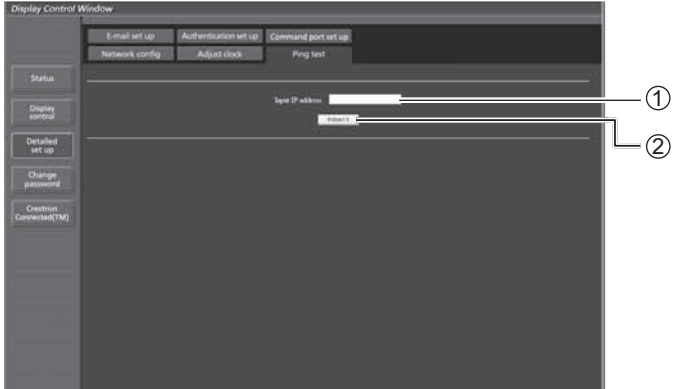 Display Control Window
E-mail set up
Authentication set up
Command port set up
Network config
Adjust clock
Ping test
Status
Input IP address
①
Display
control
Submit
②
Detailed
set up
Change
password
Crestron
Connected(TM)